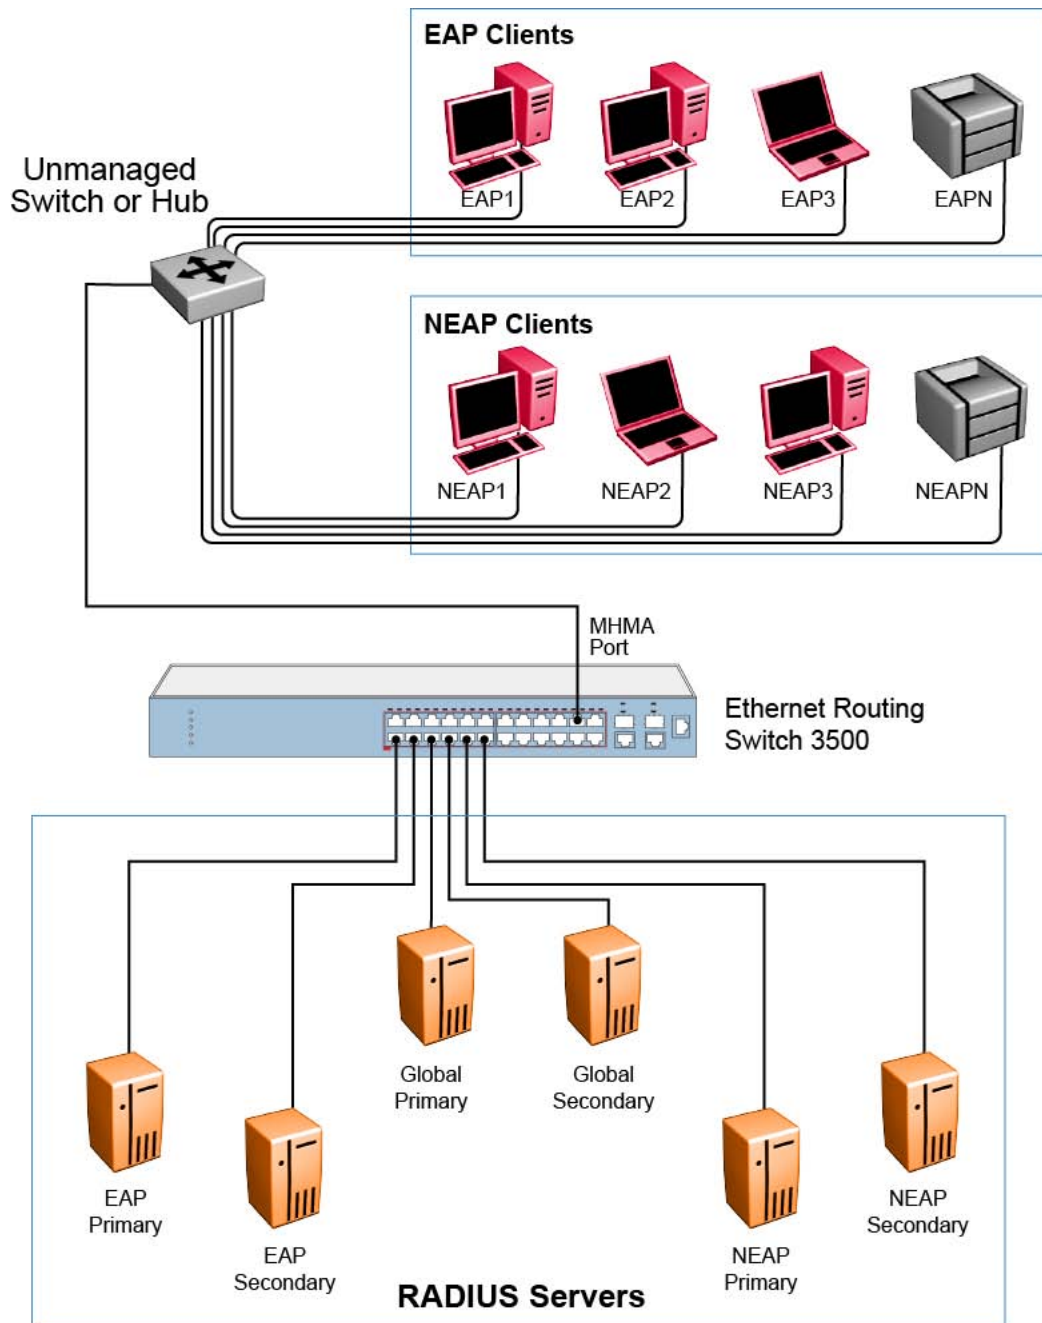 EAP Clients
EAP1
EAP2
EAP3
EAPN
Unmanaged
Switch or Hub
NEAP Clients
NEAP1
NEAP2
NEAP3
NEAPN
MHMA
Port
Ethernet Routing
Switch 3500
Global
Primary
Global
Secondary
EAP
Primary
EAP
Secondary
NEAP
Primary
NEAP
Secondary
RADIUS Servers